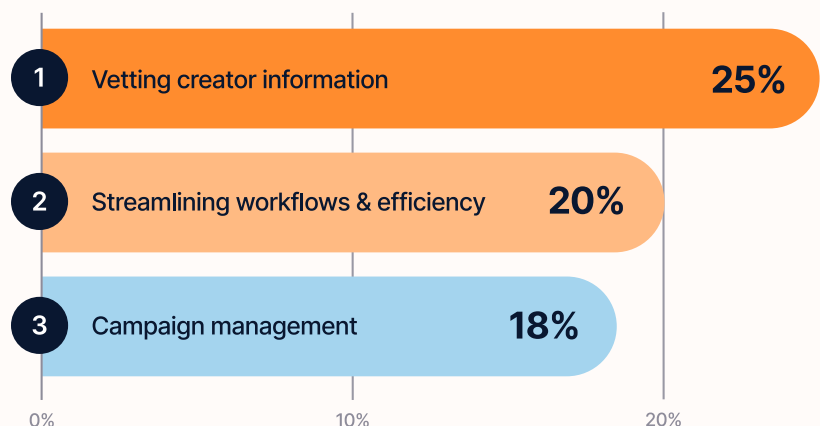 1 Vetting creator information 25%
2 Streamlining workflows & efficiency 20%
3 Campaign management 18%
0% 10% 20%